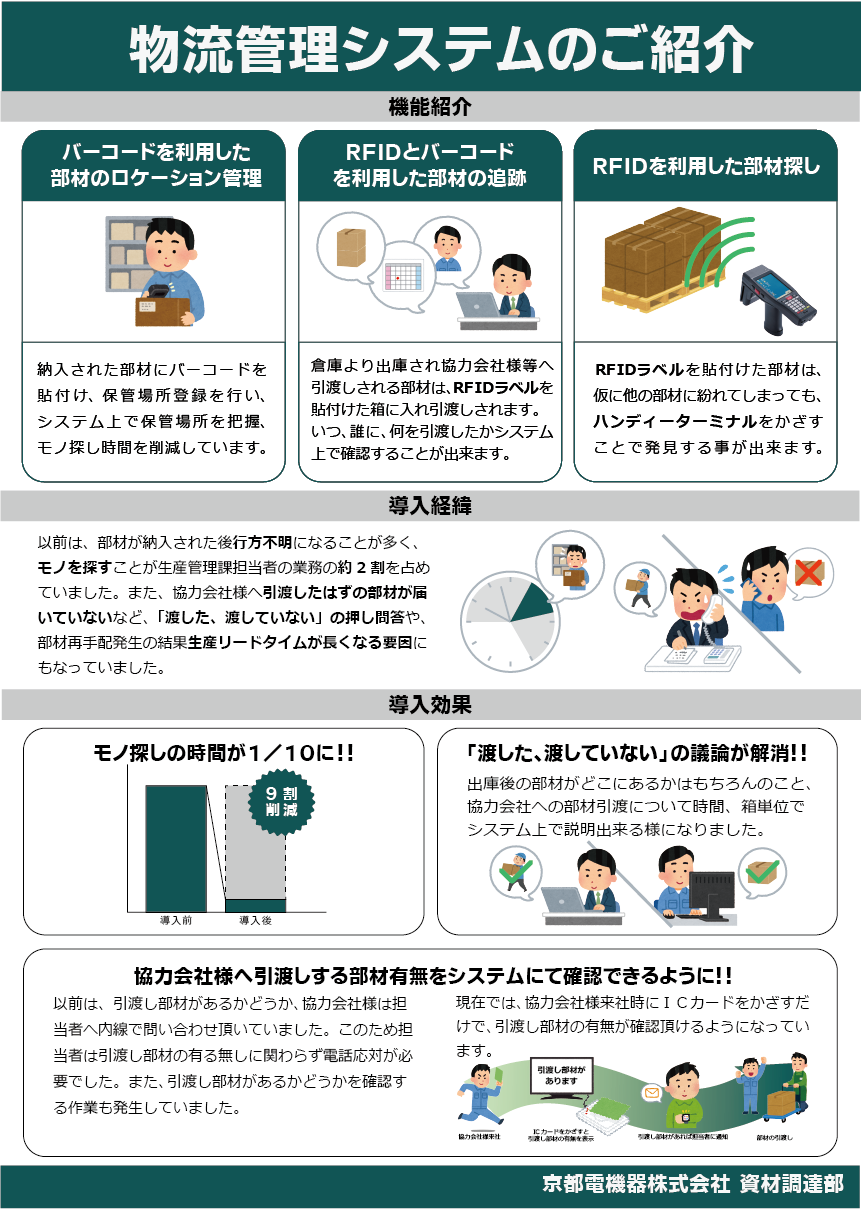 物流管理システムのご紹介
機能紹介
バーコードを利用した
部材のロケーション管理
納入された部材にバーコードを
貼付け、保管場所登録を行い、
システム上で保管場所を把握、
モノ探し時間を削減しています。
RFIDとバーコード
を利用した部材の追跡
倉庫より出庫され協力会社様等へ
引渡しされる部材は、RFIDラベルを
貼付けた箱に入れ引渡しされます。
いつ、誰に、何を引渡したかシステム
上で確認することが出来ます。
RFIDを利用した部材探し
RFIDラベルを貼付けた部材は、
仮に他の部材に紛れてしまっても、
ハンディーターミナルをかざす
ことで発見する事が出来ます。
導入経緯
以前は、部材が納入された後行方不明になることが多く、
モノを探すことが生産管理課担当者の業務の約２割を占め
ていました。また、協力会社様へ引渡したはずの部材が届
いていないなど、「渡した、渡していない」の押し問答や、
部材再手配発生の結果生産リードタイムが長くなる要因に
もなっていました。
導入効果
モノ探しの時間が１／１０に！！
９割
削減
導入前
導入後
「渡した、渡していない」の議論が解消！！
出庫後の部材がどこにあるかはもちろんのこと、
協力会社への部材引渡について時間、箱単位で
システム上で説明出来る様になりました。
協力会社様へ引渡しする部材有無をシステムにて確認できるように！！
以前は、引渡し部材があるかどうか、協力会社様は担
当者へ内線で問い合わせ頂いていました。このため担
当者は引渡し部材の有る無しに関わらず電話応対が必
要でした。また、引渡し部材があるかどうかを確認す
る作業も発生していました。
現在では、協力会社様来社時にＩＣカードをかざすだ
けで、引渡し部材の有無が確認頂けるようになってい
ます。
引渡し部材が
あります
協力会社様来社
ICカードをかざすと
引渡し部材の有無を表示
引渡し部材があれば担当者に通知
部材の引渡し
京都電機器株式会社 資材調達部